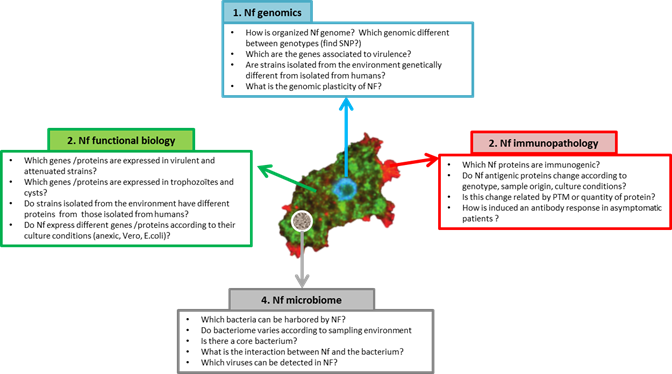 1. Nf genomics
• How is organized Nf genome? Which genomic different
between genotypes (find SNP?)
• Which are the genes associated to virulence?
• Are strains isolated from the environment genetically
different from isolated from humans?
• What is the genomic plasticity of NF?
2. Nf functional biology
• Which genes /proteins are expressed in virulent and
attenuated strains?
• Which genes /proteins are expressed in trophozoïtes and
cysts?
• Do strains isolated from the environment have different
proteins from those isolated from humans?
• Do Nf express different genes /proteins according to their
culture conditions (anexic, Vero, E.coli)?
2. Nf immunopathology
• Which Nf proteins are immunogenic?
• Do Nf antigenic proteins change according to
genotype, sample origin, culture conditions?
• Is this change related by PTM or quantity of protein?
• How is induced an antibody response in asymptomatic
patients ?
4. Nf microbiome
• Which bacteria can be harbored by NF?
• Do bacteriome varies according to sampling environment
• Is there a core bacterium?
• What is the interaction between Nf and the bacterium?
• Which viruses can be detected in NF?